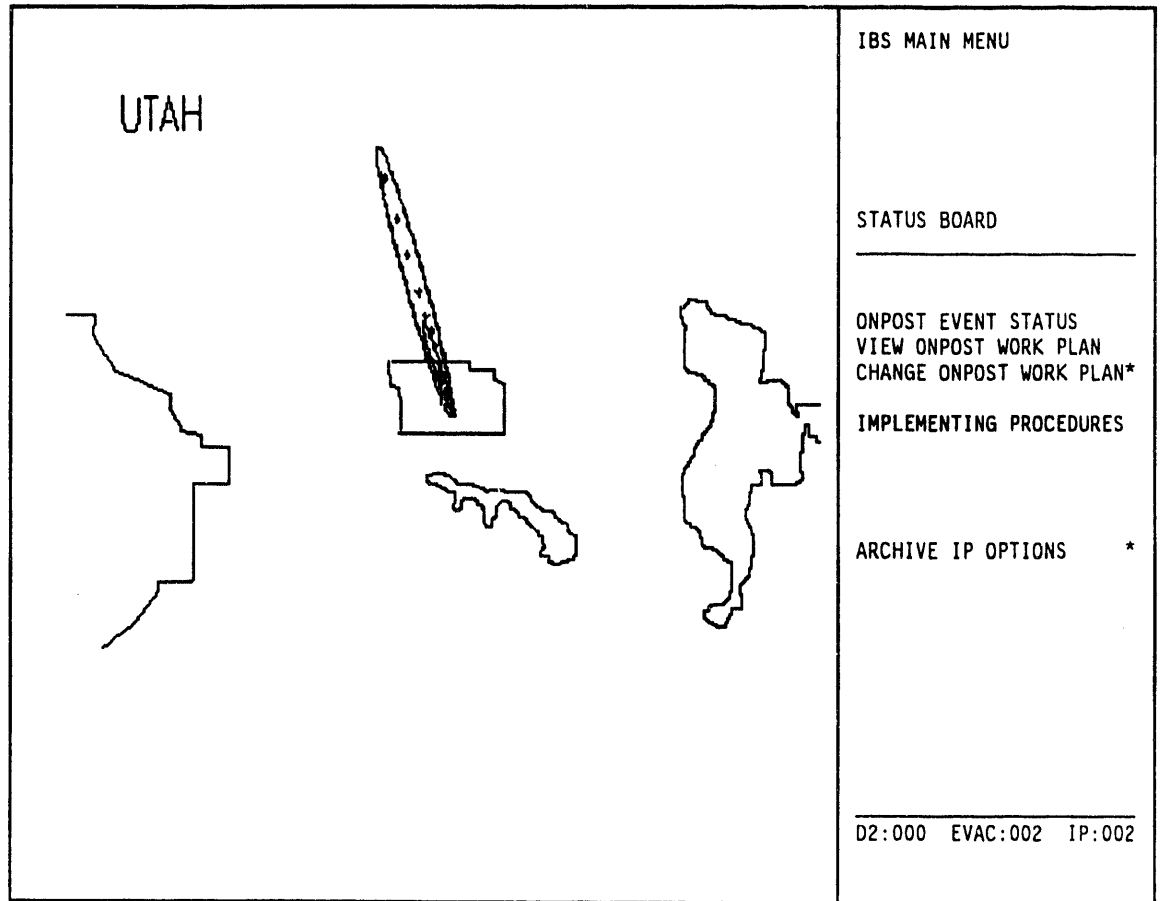 UTAH
IBS MAIN MENU
STATUS BOARD
ONPOST EVENT STATUS
VIEW ONPOST WORK PLAN
CHANGE ONPOST WORK PLAN*
IMPLEMENTING PROCEDURES
ARCHIVE IP OPTIONS *
D2:000 EVAC:002 IP:002